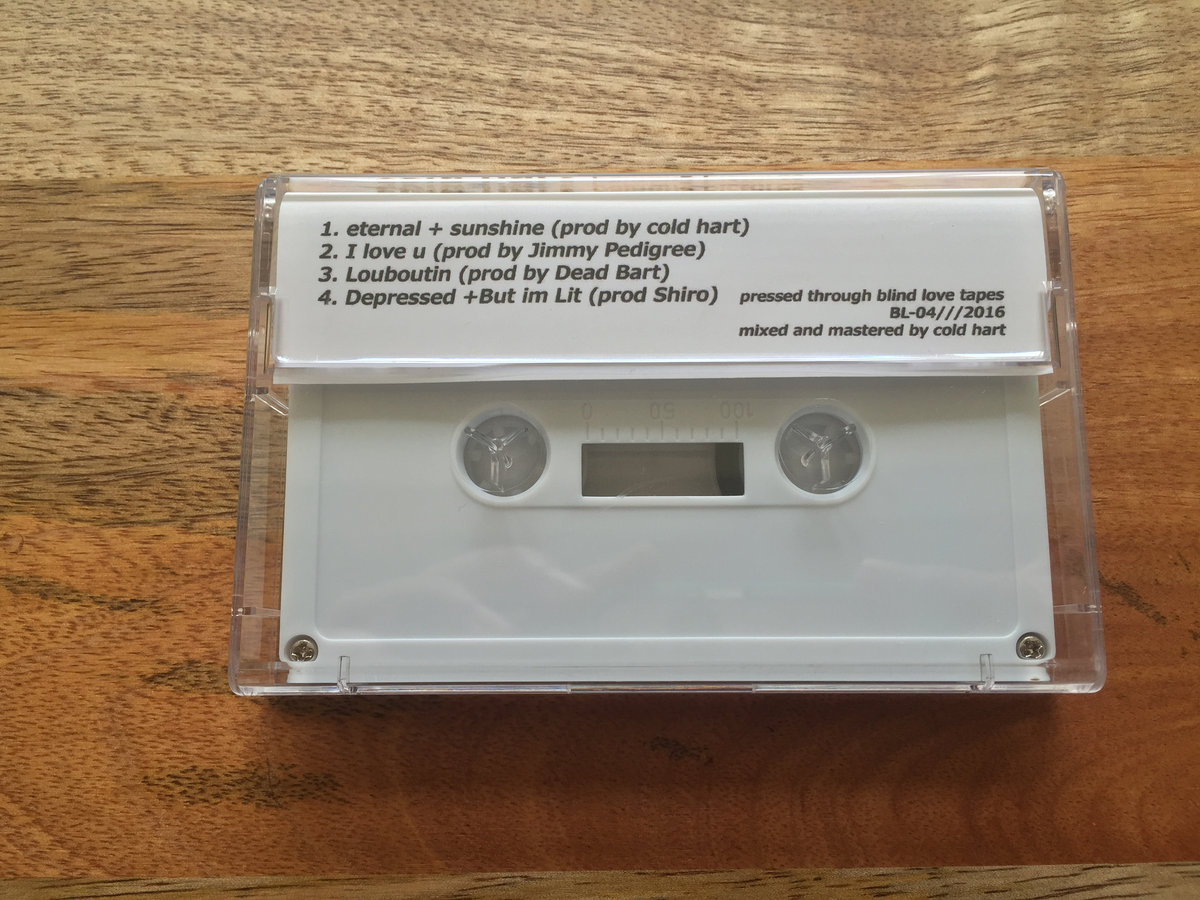 1. eternal + sunshine (prod by cold hart)
2. I love u (prod by Jimmy Pedigree)
3. Louboutin (prod by Dead Bart)
4. Depressed +But im Lit (prod Shiro)
pressed through blind love tapes
BL-04///2016
mixed and mastered by cold hart
0 50 100